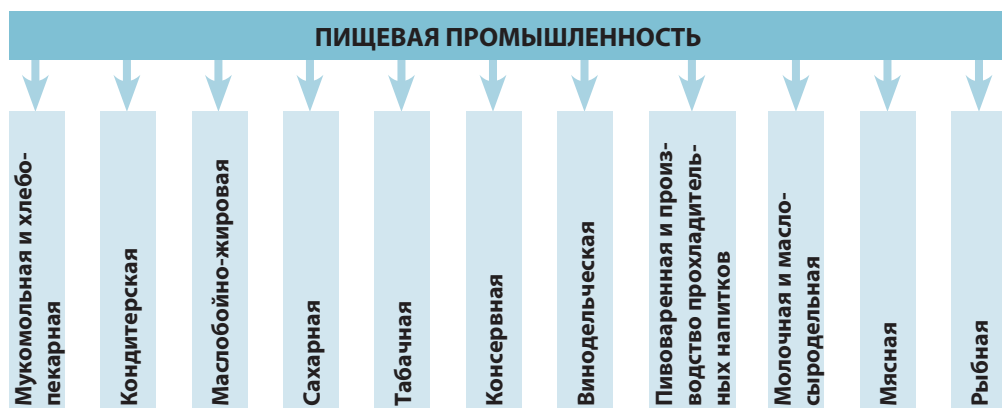 ПИЩЕВАЯ ПРОМЫШЛЕННОСТЬ
Мукомольная и хлебо-
пекарная
Кондитерская
Маслобойно-жировая
Сахарная
Табачная
Консервная
Винодельческая
Пивоваренная и произ-
водство прохладитель-
ных напитков
Молочная и масло-
сыродельная
Мясная
Рыбная